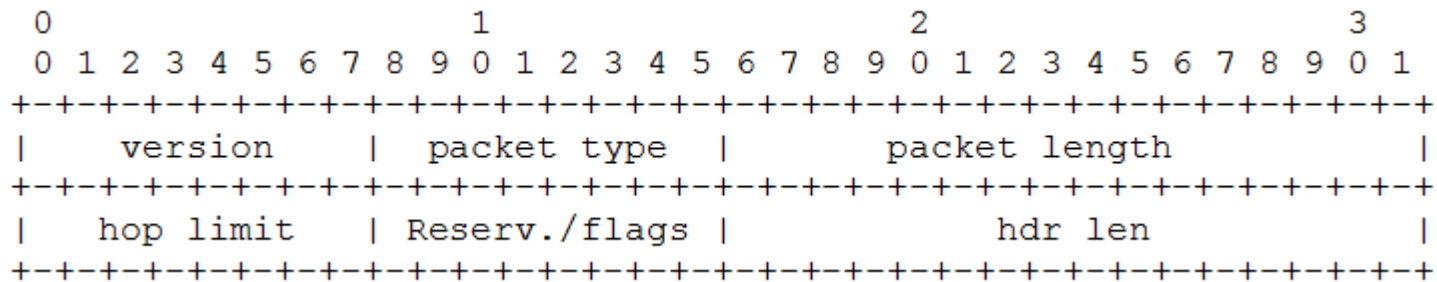 0                   1                   2                   3
0 1 2 3 4 5 6 7 8 9 0 1 2 3 4 5 6 7 8 9 0 1 2 3 4 5 6 7 8 9 0 1
+-+-+-+-+-+-+-+-+-+-+-+-+-+-+-+-+-+-+-+-+-+-+-+-+-+-+-+-+-+-+-+-+
|    version    |  packet type  |       packet length           |
+-+-+-+-+-+-+-+-+-+-+-+-+-+-+-+-+-+-+-+-+-+-+-+-+-+-+-+-+-+-+-+-+
|   hop limit   | Reserv./flags |            hdr len            |
+-+-+-+-+-+-+-+-+-+-+-+-+-+-+-+-+-+-+-+-+-+-+-+-+-+-+-+-+-+-+-+-+